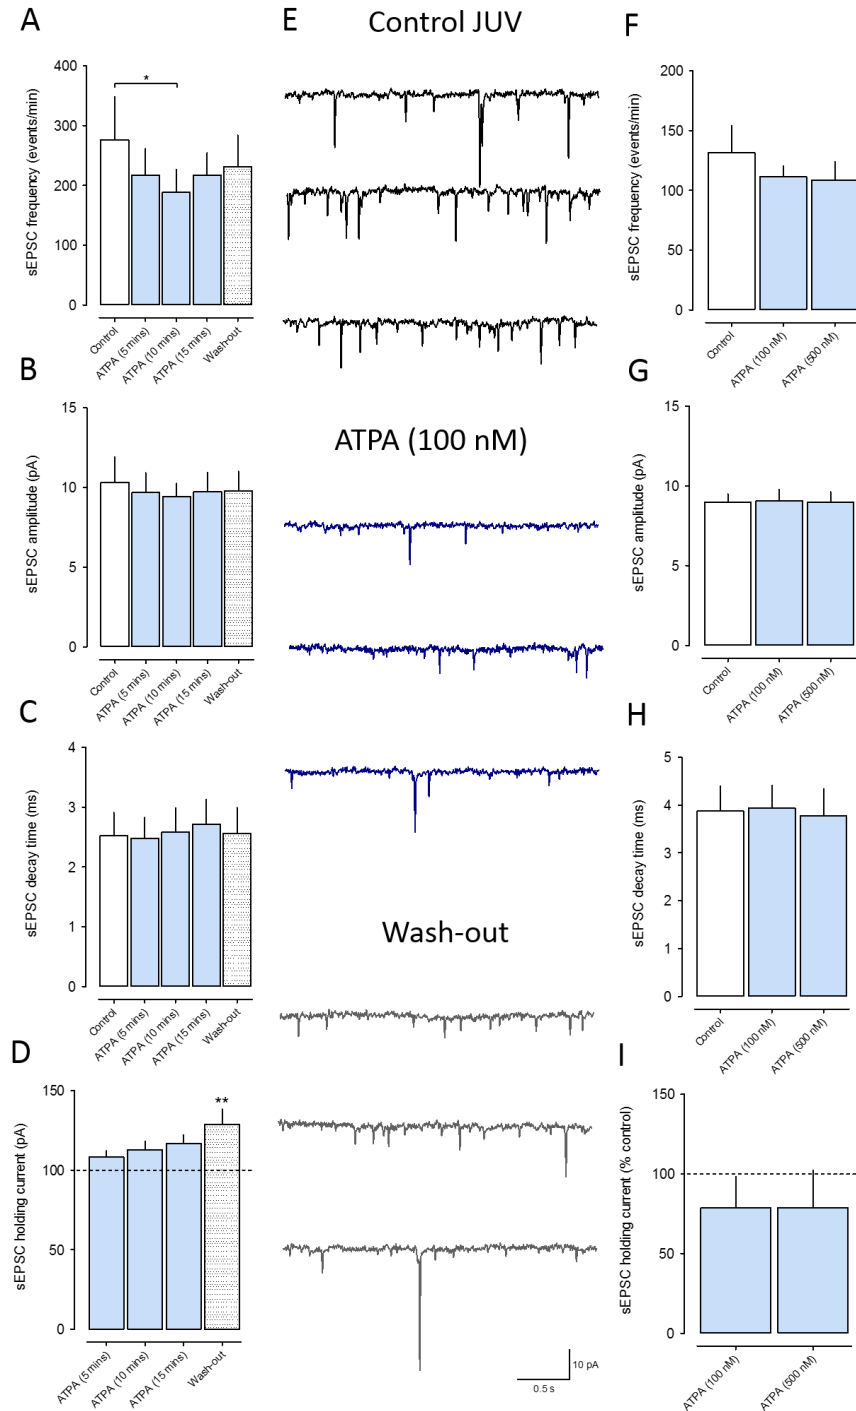 A
400
300
200
100
0
sEPSC frequency (events/min)
*
Control
ATPA (5 mins)
ATPA (10 mins)
ATPA (15 mins)
Wash-out
B
15
10
5
0
sEPSC amplitude (pA)
Control
ATPA (5 mins)
ATPA (10 mins)
ATPA (15 mins)
Wash-out
C
4
3
2
1
0
sEPSC decay time (ms)
Control
ATPA (5 mins)
ATPA (10 mins)
ATPA (15 mins)
Wash-out
D
150
100
50
0
sEPSC holding current (pA)
**
ATPA (5 mins)
ATPA (10 mins)
ATPA (15 mins)
Wash-out
E
Control JUV
ATPA (100 nM)
Wash-out
10 pA
0.5 s
F
200
150
100
50
0
sEPSC frequency (events/min)
Control
ATPA (100 nM)
ATPA (500 nM)
G
15
10
5
0
sEPSC amplitude (pA)
Control
ATPA (100 nM)
ATPA (500 nM)
H
5
4
3
2
1
0
sEPSC decay time (ms)
Control
ATPA (100 nM)
ATPA (500 nM)
I
150
100
50
0
sEPSC holding current (% control)
ATPA (100 nM)
ATPA (500 nM)